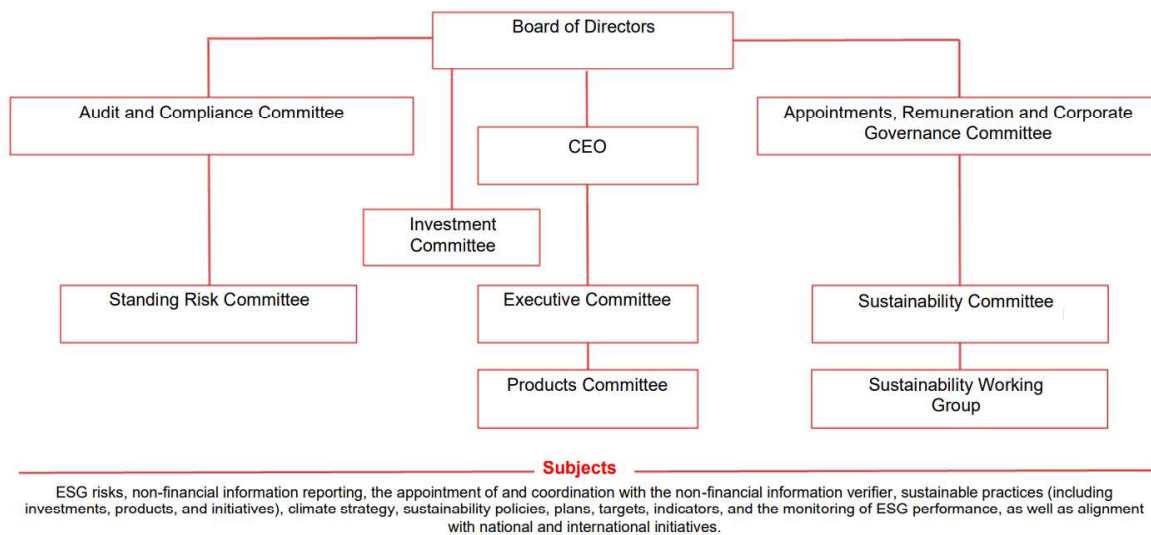 Board of Directors
Audit and Compliance Committee
Appointments, Remuneration and Corporate
Governance Committee
CEO
Investment
Committee
Standing Risk Committee
Executive Committee
Sustainability Committee
Products Committee
Sustainability Working
Group
Subjects
ESG risks, non-financial information reporting, the appointment of and coordination with the non-financial information verifier, sustainable practices (including
investments, products, and initiatives), climate strategy, sustainability policies, plans, targets, indicators, and the monitoring of ESG performance, as well as alignment
with national and international initiatives.